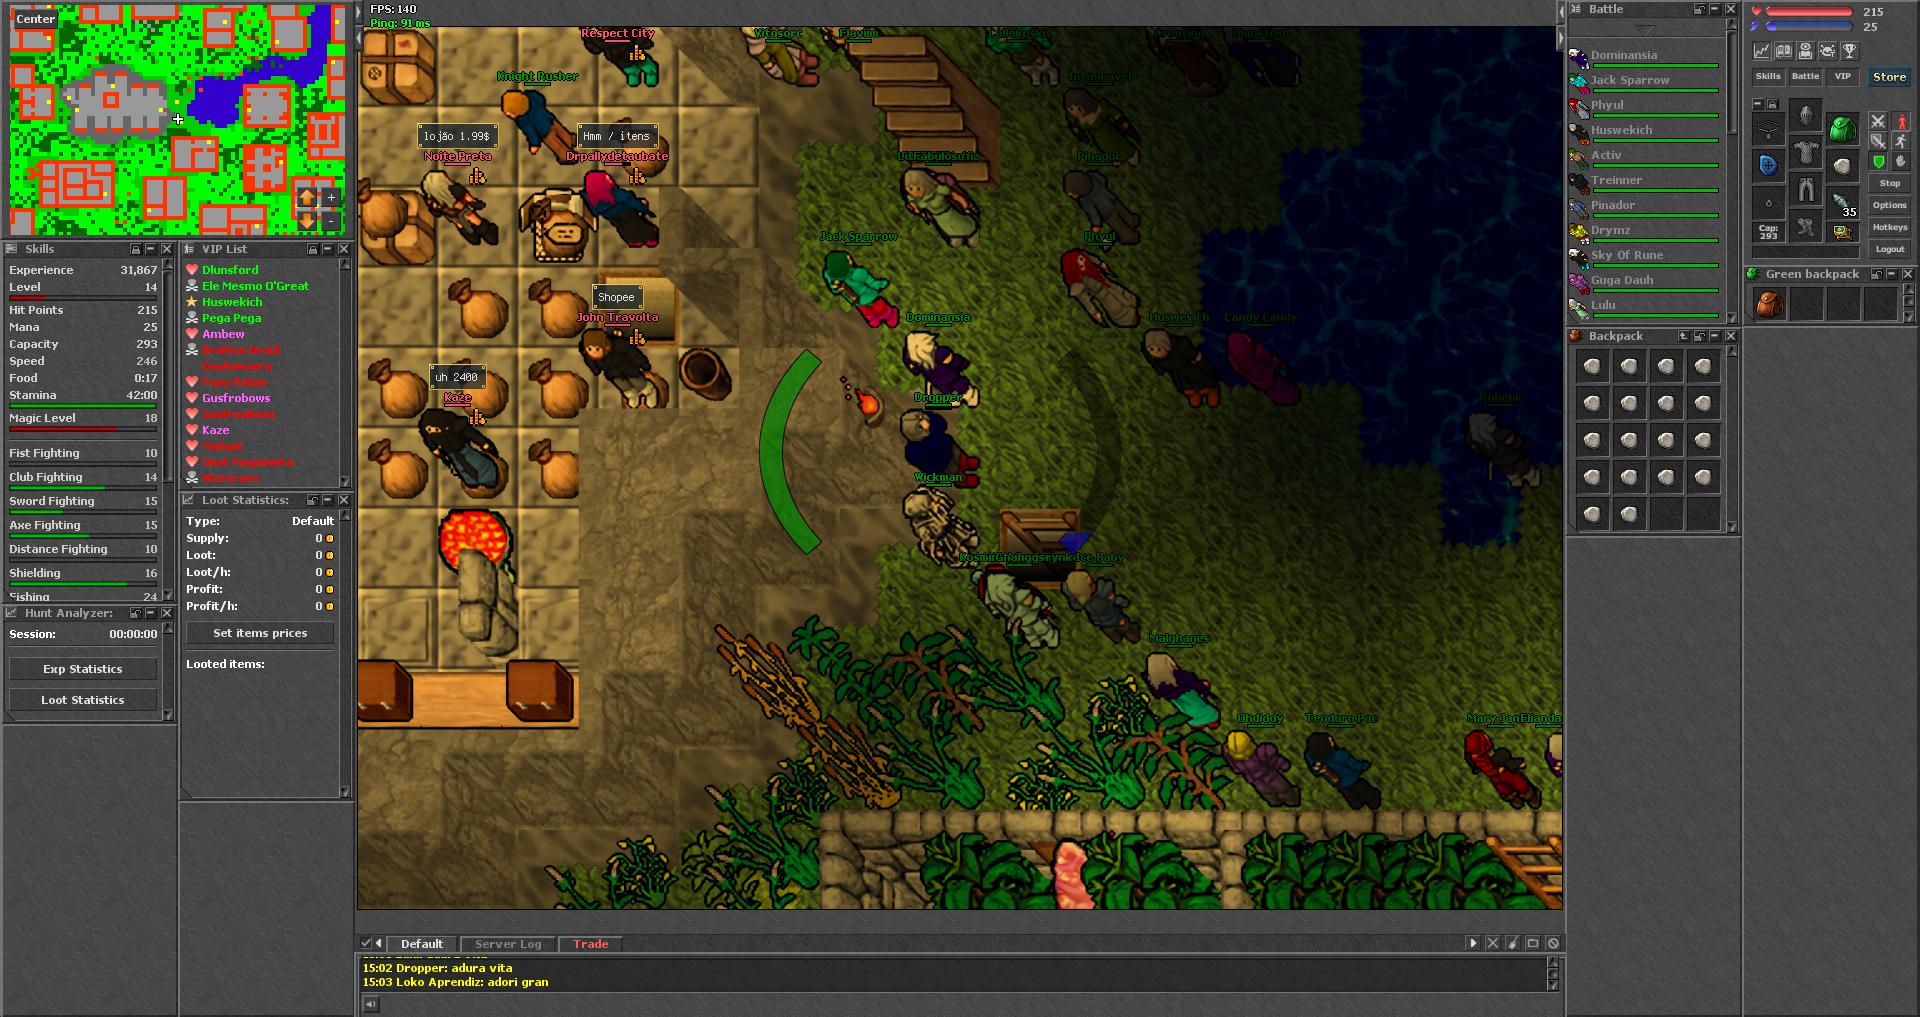 Center
FPS: 140
Ping: 91 ms
Skills
Experience 31,867
Level 14
Hit Points 215
Mana 25
Capacity 293
Speed 246
Food 0:17
Stamina 42:00
Magic Level 18
Fist Fighting 10
Club Fighting 14
Sword Fighting 15
Axe Fighting 15
Distance Fighting 10
Shielding 16
Fishing 24
Hunt Analyzer:
Session: 00:00:00
Exp Statistics
Loot Statistics
VIP List
Dlunsford
Ele Mesmo O'Great
Huswekich
Pega Pega
Ambew
Gusfrobows
Kaze
Loot Statistics:
Type: Default
Supply: 0
Loot: 0
Loot/h: 0
Profit: 0
Profit/h: 0
Set items prices
Looted items:
Respect City
Vitosorc
Flaviim
Knight Rusher
lojão 1.99$
Hmm / itens
Noite Preta
Drpallydetaubate
Pinador
Jack Sparrow
Phyul
Shopee
John Travolta
Dominansia
Huswekich
Candy Candy
uh 2400
Kaze
Dropper
Rohenk
Wickman
Malghanes
Ohdiddy
Teodoro Poc
Default
Server Log
Trade
15:02 Dropper: adura vita
15:03 Loko Aprendiz: adori gran
Battle
Dominansia
Jack Sparrow
Phyul
Huswekich
Activ
Treinner
Pinador
Drymz
Sky Of Rune
Guga Dauh
Lulu
Backpack
215
25
Skills
Battle
VIP
Store
35
Cap:
293
Stop
Options
Hotkeys
Logout
Green backpack